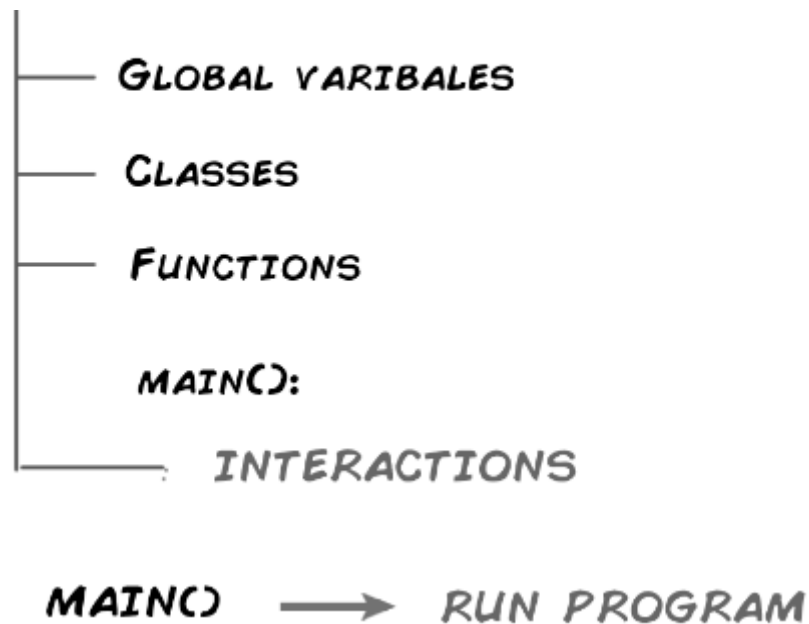 Global varibales
Classes
Functions
main():
INTERACTIONS
MAIN() RUN PROGRAM